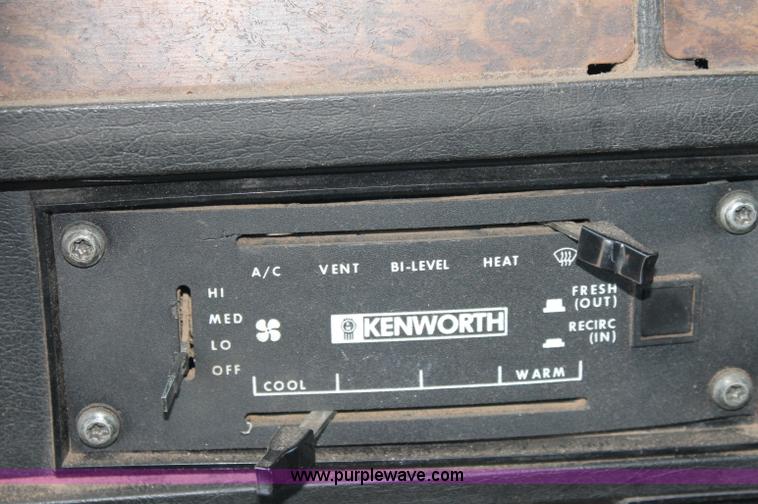 A/C VENT BI-LEVEL HEAT
HI
MED
LO
OFF
KENWORTH
FRESH
(OUT)
RECIRC
(IN)
COOL WARM
www.purplewave.com